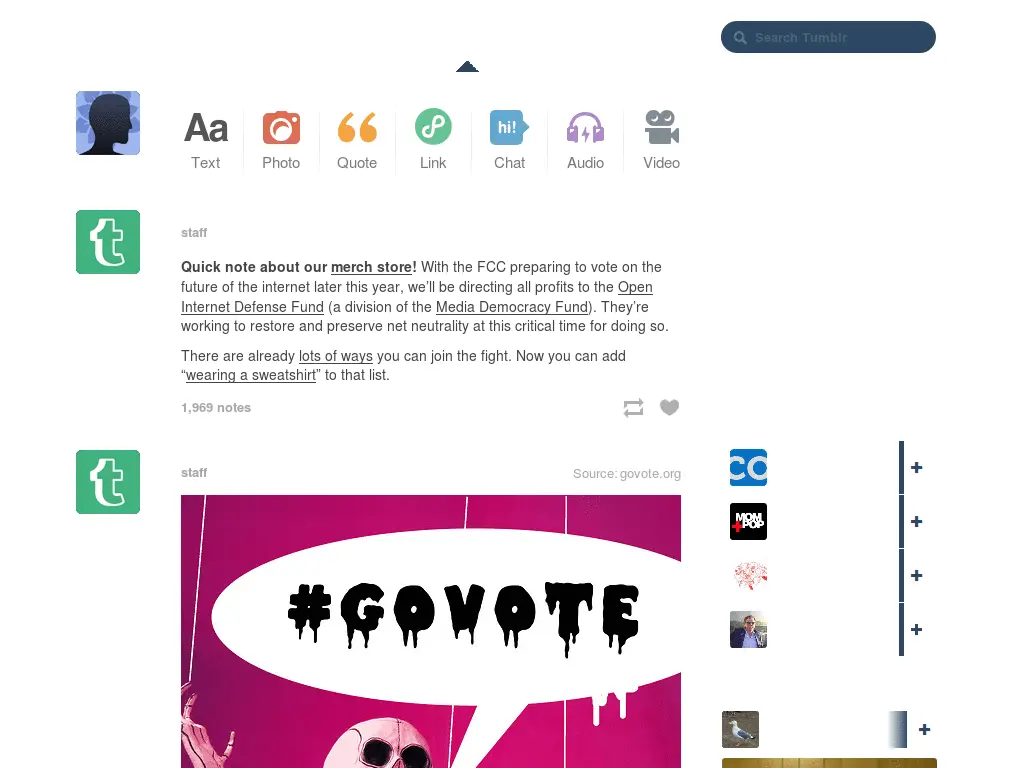 Search Tumblr
Aa
hi!
Text
Photo
Quote
Link
Chat
Audio
Video
t
staff
Quick note about our merch store! With the FCC preparing to vote on the
future of the internet later this year, we’ll be directing all profits to the Open
Internet Defense Fund (a division of the Media Democracy Fund). They’re
working to restore and preserve net neutrality at this critical time for doing so.
There are already lots of ways you can join the fight. Now you can add
“wearing a sweatshirt” to that list.
1,969 notes
t
staff
Source: govote.org
#GOVOTE
CO
MOM
+POP